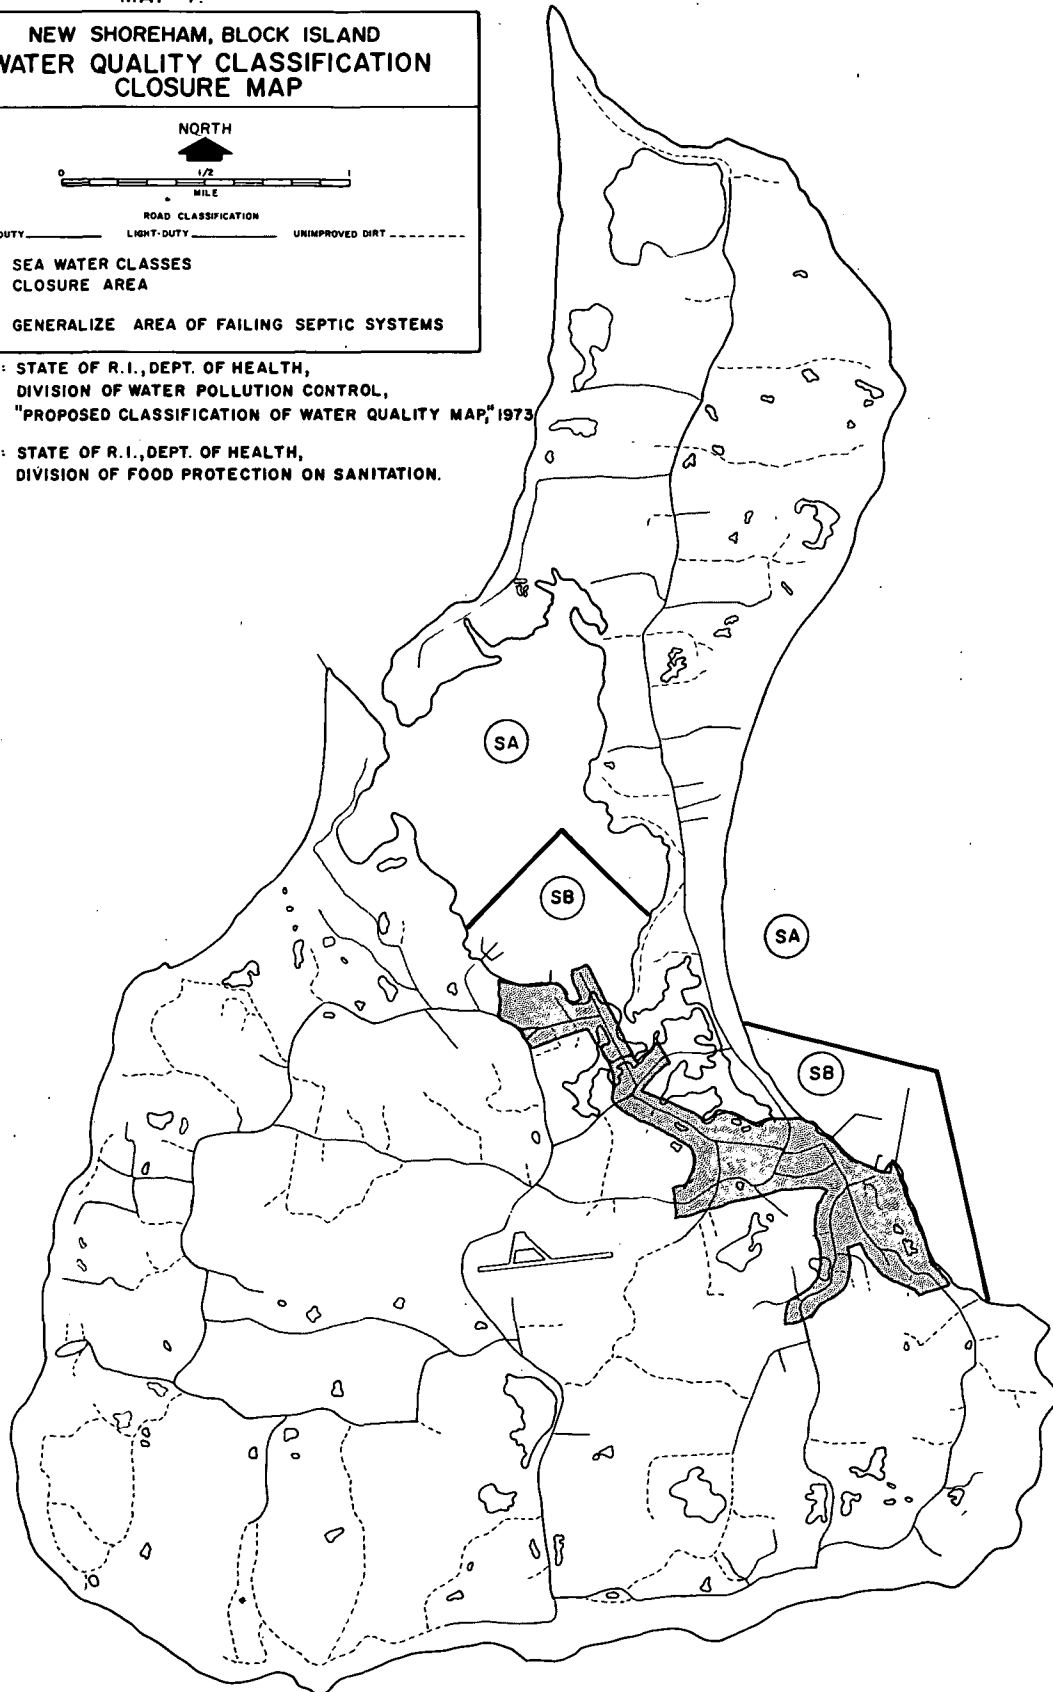 NEW SHOREHAM, BLOCK ISLAND
WATER QUALITY CLASSIFICATION
CLOSURE MAP
NORTH
0 1/2 1
MILE
ROAD CLASSIFICATION
DUTY LIGHT-DUTY UNIMPROVED DIRT
SEA WATER CLASSES
CLOSURE AREA
GENERALIZE AREA OF FAILING SEPTIC SYSTEMS
: STATE OF R.I., DEPT. OF HEALTH,
DIVISION OF WATER POLLUTION CONTROL,
"PROPOSED CLASSIFICATION OF WATER QUALITY MAP," 1973
: STATE OF R.I., DEPT. OF HEALTH,
DIVISION OF FOOD PROTECTION ON SANITATION.
SA
SB
SA
SB